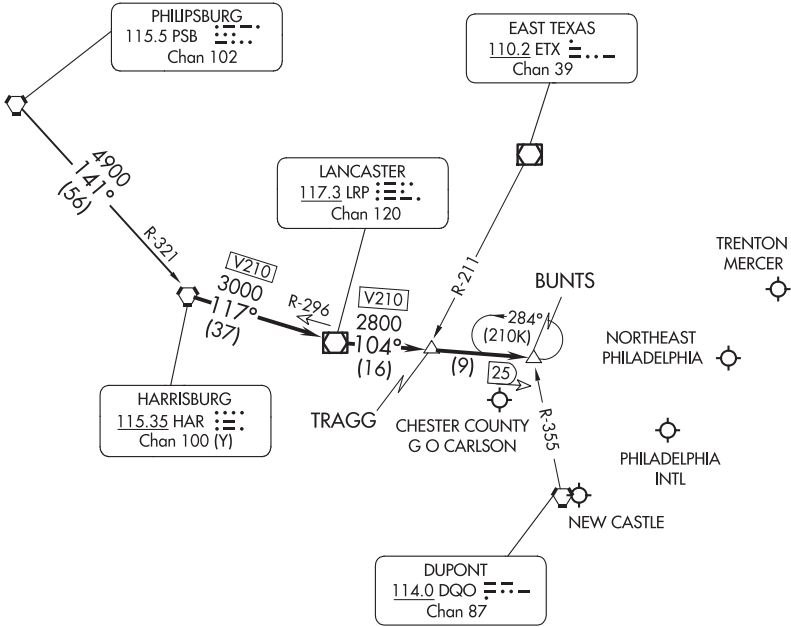 PHILIPSBURG
115.5 PSB
Chan 102
EAST TEXAS
110.2 ETX
Chan 39
4900
141°
(56)
LANCASTER
117.3 LRP
Chan 120
R-321
R-211
TRENTON
MERCER
V210
3000
117°
(37)
R-296
V210
2800
104°
(16)
BUNTS
284°
(210K)
(9)
25
NORTHEAST
PHILADELPHIA
HARRISBURG
115.35 HAR
Chan 100 (Y)
TRAGG
CHESTER COUNTY
G O CARLSON
R-355
PHILADELPHIA
INTL
NEW CASTLE
DUPONT
114.0 DQO
Chan 87